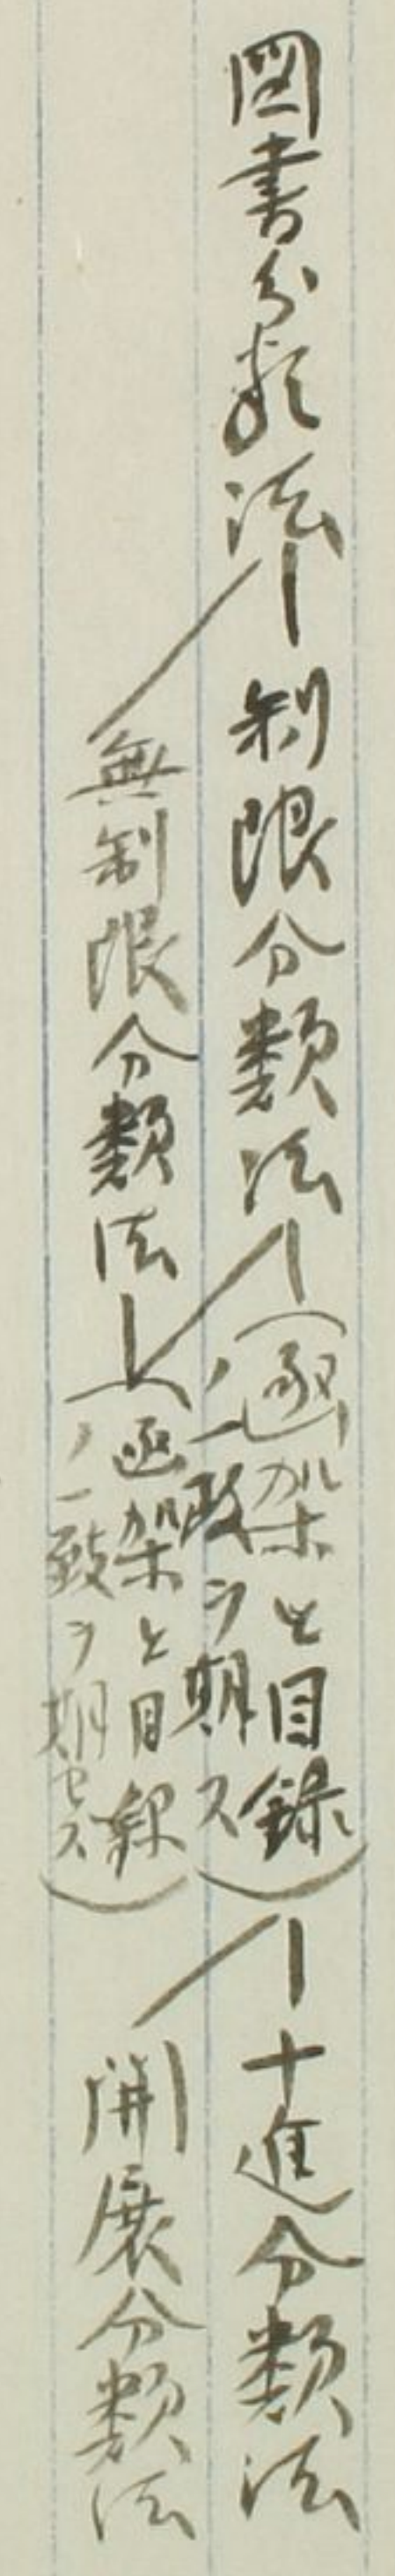 図書分類法
制限分類法
(函架と目録
ノ一致ヲ期ス)
十進分類法
無制限分類法
(函架と目録
ノ一致ヲ期セス)
開展分類法